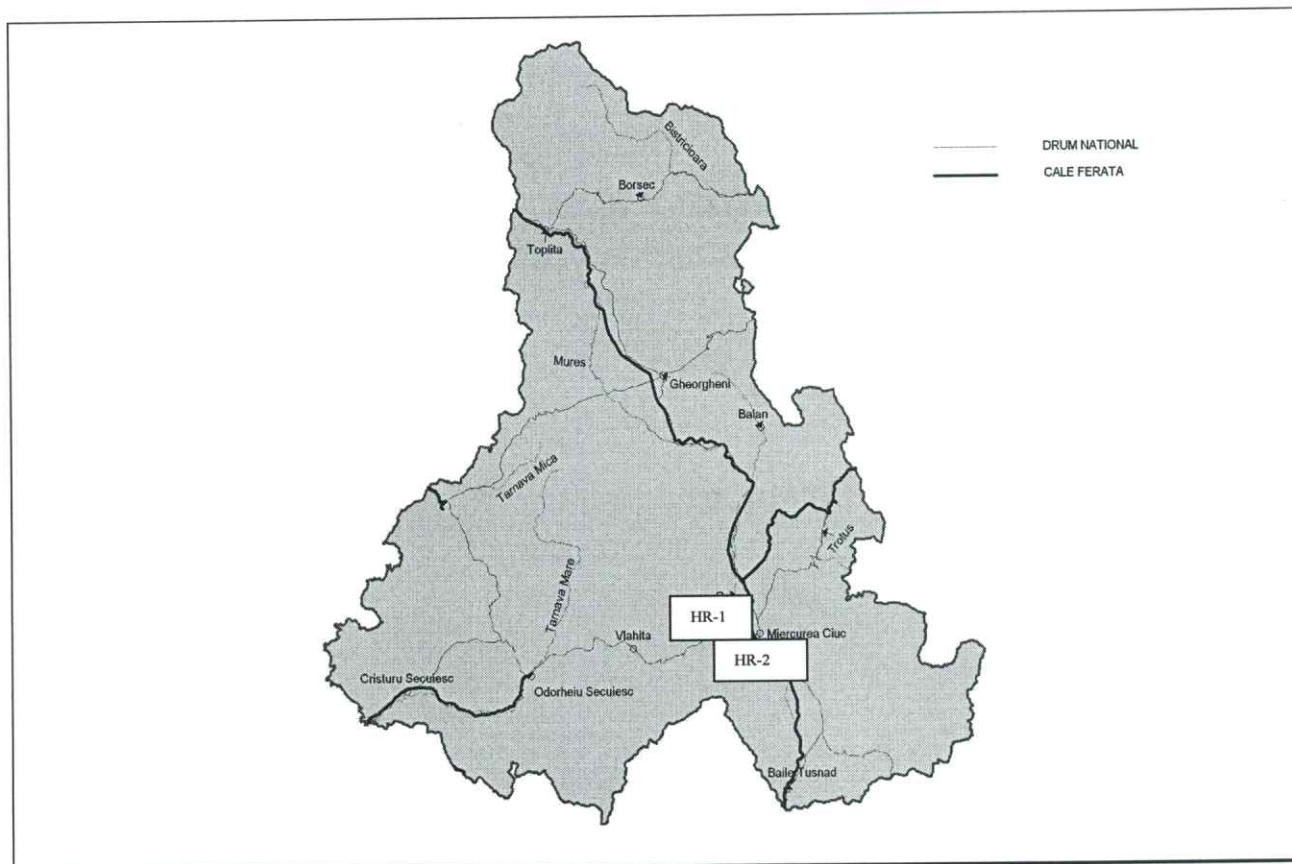 Bistricioara
DRUM NATIONAL
CALE FERATA
Borsec
Toplita
Mures
Gheorgheni
Balan
Tarnava Mica
Trotus
Tarnava Mare
HR-1
Miercurea Ciuc
Vlahita
HR-2
Cristuru Secuiesc
Odorheiu Secuiesc
Baile Tusnad